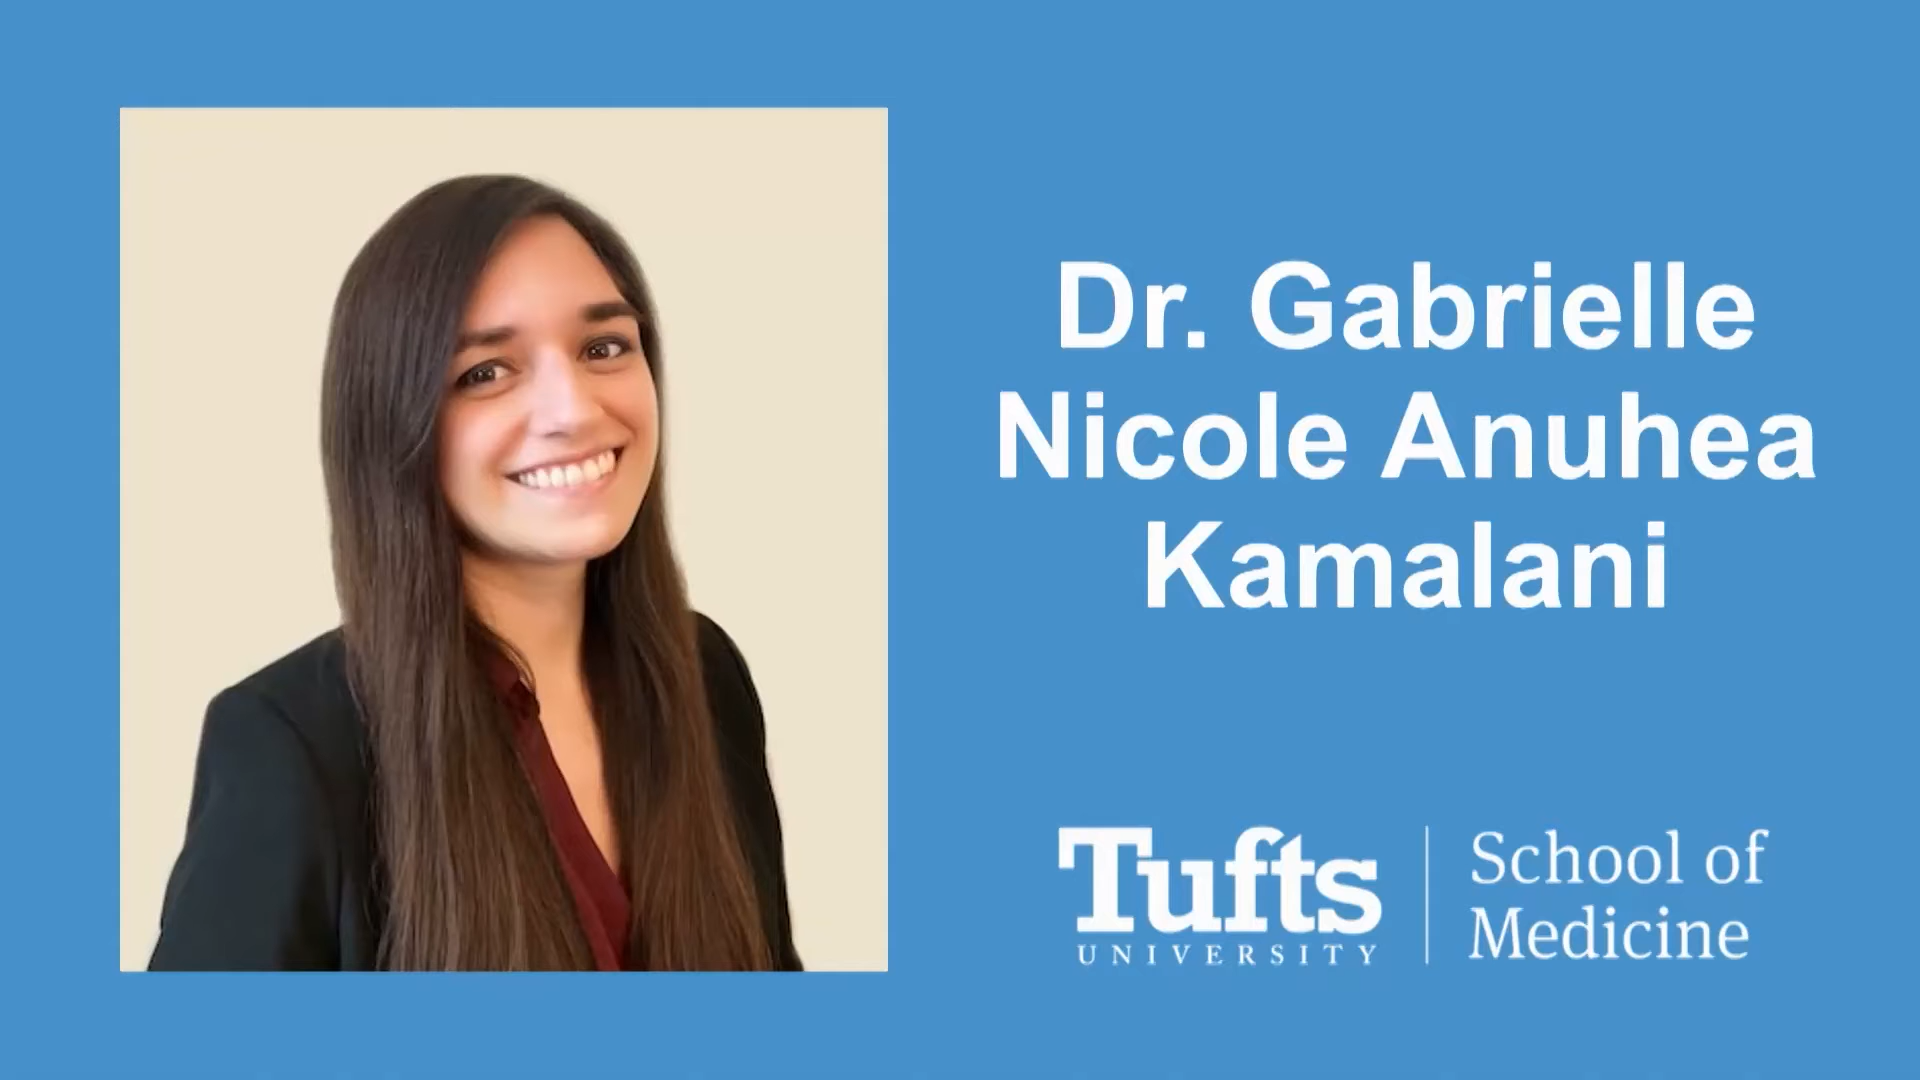 Dr. Gabrielle
Nicole Anuhea
Kamalani
Tufts
UNIVERSITY
School of
Medicine